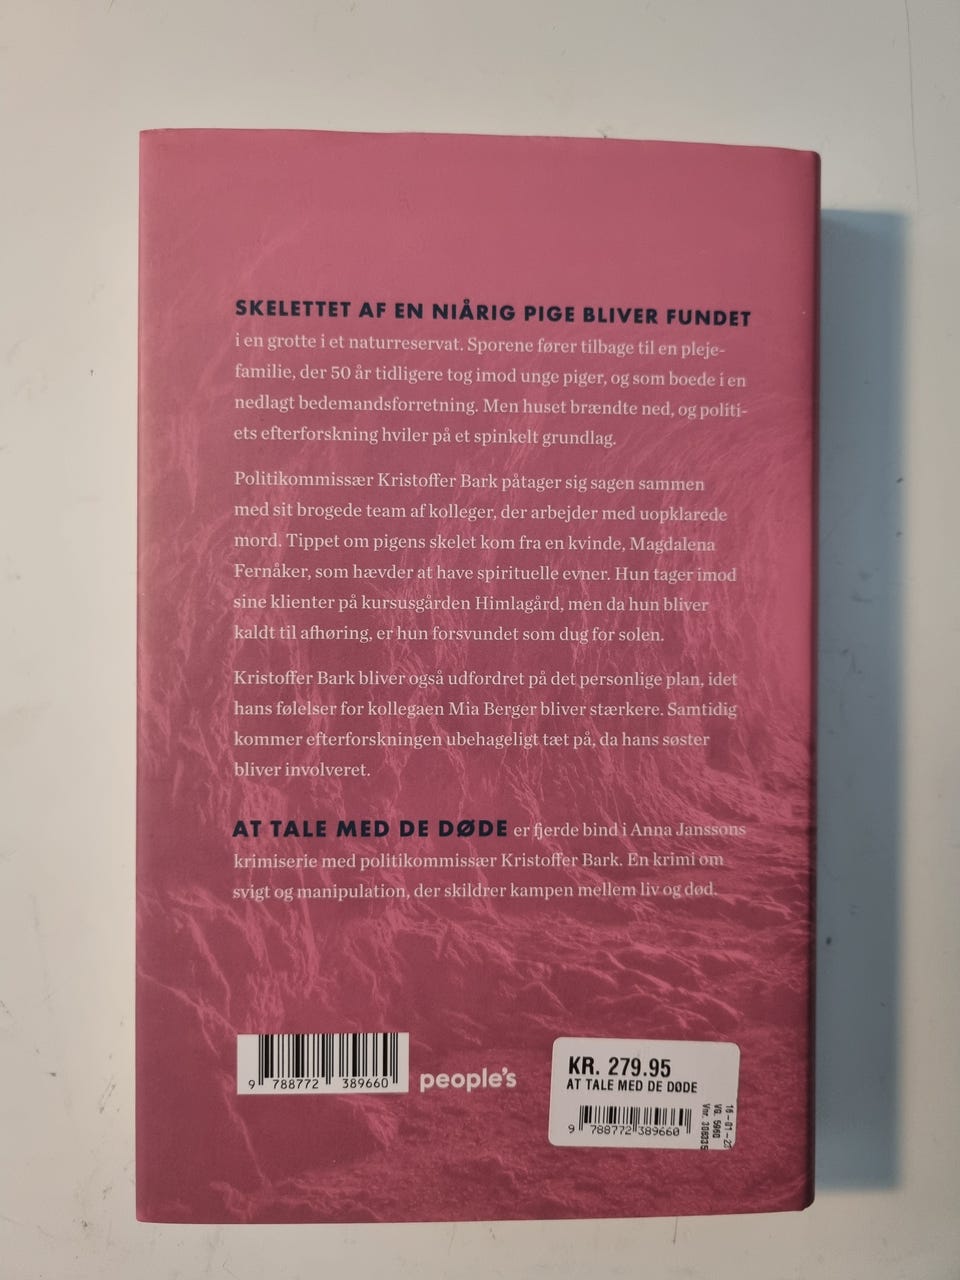 SKELETTET AF EN NIÅRIG PIGE BLIVER FUNDET
i en grotte i et naturreservat. Sporene fører tilbage til en pleje-
familie, der 50 år tidligere tog imod unge piger, og som boede i en
nedlagt bedemandsforretning. Men huset brændte ned, og politi-
ets efterforskning hviler på et spinkelt grundlag.
Politikommissær Kristoffer Bark påtager sig sagen sammen
med sit brogede team af kolleger, der arbejder med uopklarede
mord. Tippet om pigens skelet kom fra en kvinde, Magdalena
Fernåker, som hævder at have spirituelle evner. Hun tager imod
sine klienter på kursusgården Himlagård, men da hun bliver
kaldt til afhøring, er hun forsvundet som dug for solen.
Kristoffer Bark bliver også udfordret på det personlige plan, idet
hans følelser for kollegaen Mia Berger bliver stærkere. Samtidig
kommer efterforskningen ubehageligt tæt på, da hans søster
bliver involveret.
AT TALE MED DE DØDE er fjerde bind i Anna Janssons
krimiserie med politikommissær Kristoffer Bark. En krimi om
svigt og manipulation, der skildrer kampen mellem liv og død.
9 788772 389660
people's
KR. 279.95
AT TALE MED DE DØDE
9 788772 389660
16-01-23
VG. 5960
Vnr.